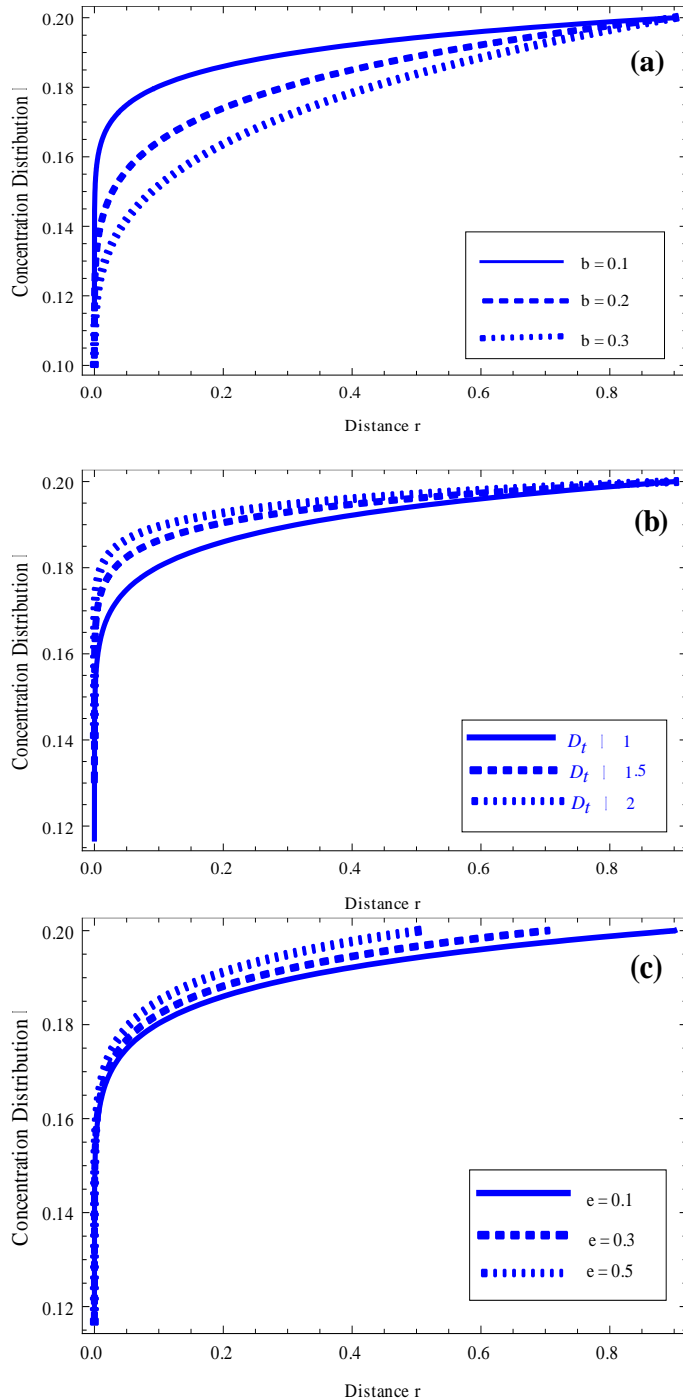 0.20
(a)
0.18
0.16
0.14
0.12
0.10
Concentration Distribution |
b = 0.1
b = 0.2
b = 0.3
0.0 0.2 0.4 0.6 0.8
Distance r
0.20
(b)
0.18
0.16
0.14
0.12
Concentration Distribution |
D_t | 1
D_t | 1.5
D_t | 2
0.0 0.2 0.4 0.6 0.8
Distance r
0.20
(c)
0.18
0.16
0.14
0.12
Concentration Distribution |
e = 0.1
e = 0.3
e = 0.5
0.0 0.2 0.4 0.6 0.8
Distance r